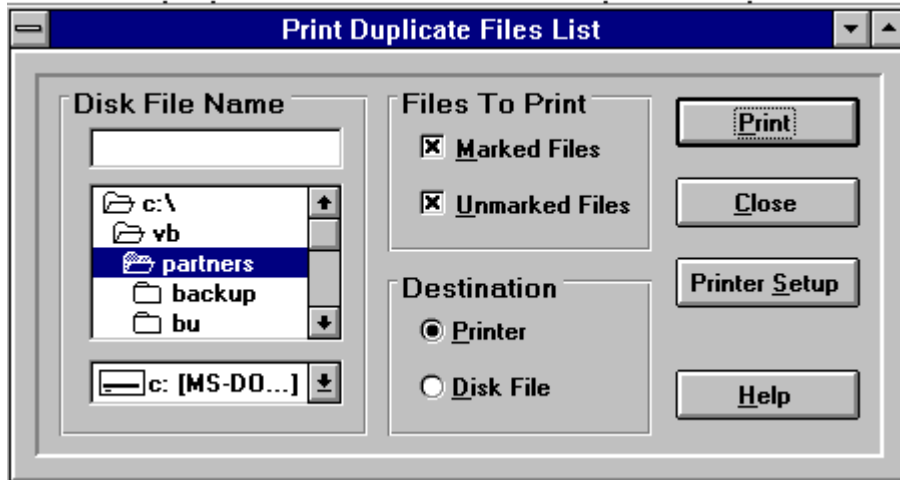 Print Duplicate Files List
Disk File Name
c:\
vb
partners
backup
bu
c: [MS-DO...]
Files To Print
Marked Files
Unmarked Files
Destination
Printer
Disk File
Print
Close
Printer Setup
Help